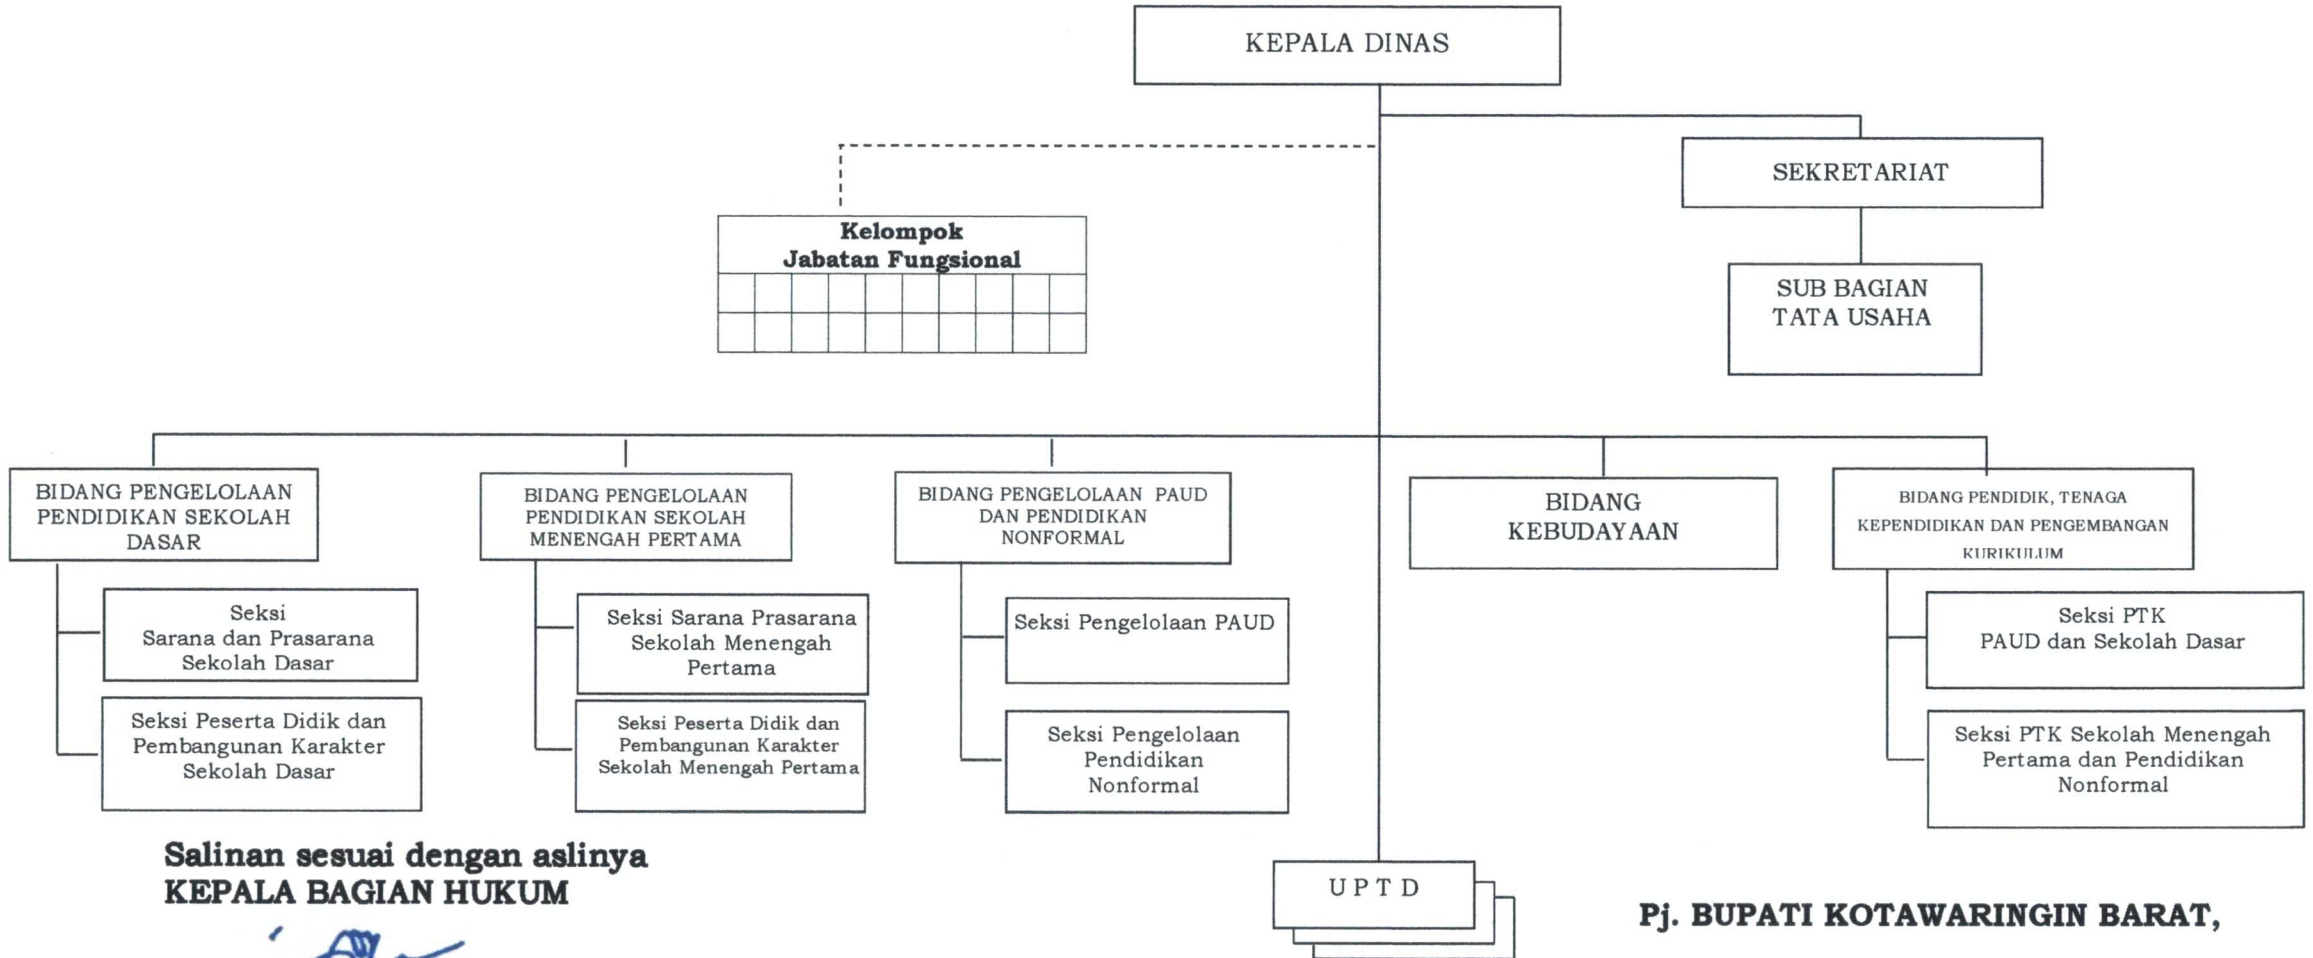 KEPALA DINAS
SEKRETARIAT
Kelompok
Jabatan Fungsional
SUB BAGIAN
TATA USAHA
BIDANG PENGELOLAAN
PENDIDIKAN SEKOLAH
DASAR
BIDANG PENGELOLAAN
PENDIDIKAN SEKOLAH
MENENGAH PERTAMA
BIDANG PENGELOLAAN PAUD
DAN PENDIDIKAN
NONFORMAL
BIDANG
KEBUDAYAAN
BIDANG PENDIDIK, TENAGA
KEPENDIDIKAN DAN PENGEMBANGAN
KURIKULUM
Seksi
Sarana dan Prasarana
Sekolah Dasar
Seksi Peserta Didik dan
Pembangunan Karakter
Sekolah Dasar
Seksi Sarana Prasarana
Sekolah Menengah
Pertama
Seksi Peserta Didik dan
Pembangunan Karakter
Sekolah Menengah Pertama
Seksi Pengelolaan PAUD
Seksi Pengelolaan
Pendidikan
Nonformal
Seksi PTK
PAUD dan Sekolah Dasar
Seksi PTK Sekolah Menengah
Pertama dan Pendidikan
Nonformal
U P T D
Salinan sesuai dengan aslinya
KEPALA BAGIAN HUKUM
Pj. BUPATI KOTAWARINGIN BARAT,